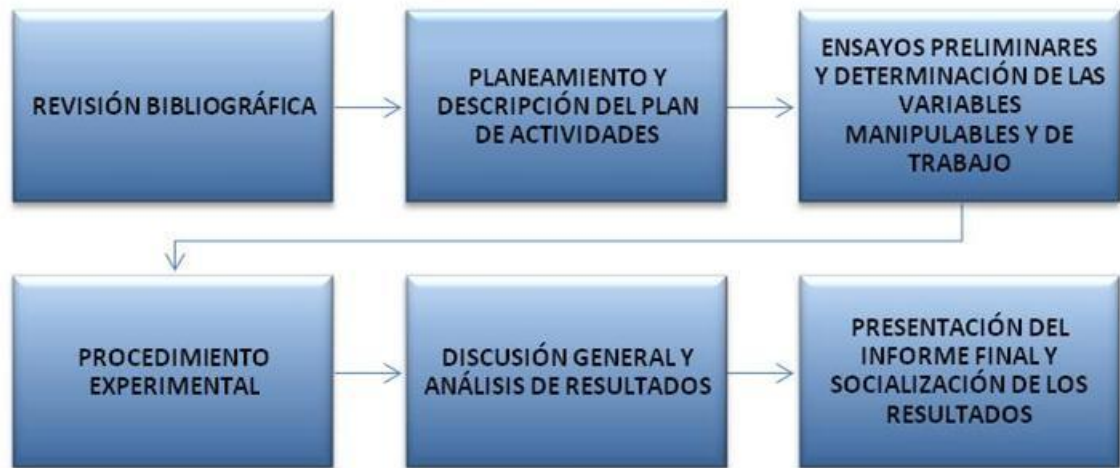 REVISIÓN BIBLIOGRÁFICA
PLANEAMIENTO Y
DESCRIPCIÓN DEL PLAN
DE ACTIVIDADES
ENSAYOS PRELIMINARES
Y DETERMINACIÓN DE LAS
VARIABLES
MANIPULABLES Y DE
TRABAJO
PROCEDIMIENTO
EXPERIMENTAL
DISCUSIÓN GENERAL Y
ANÁLISIS DE RESULTADOS
PRESENTACIÓN DEL
INFORME FINAL Y
SOCIALIZACIÓN DE LOS
RESULTADOS